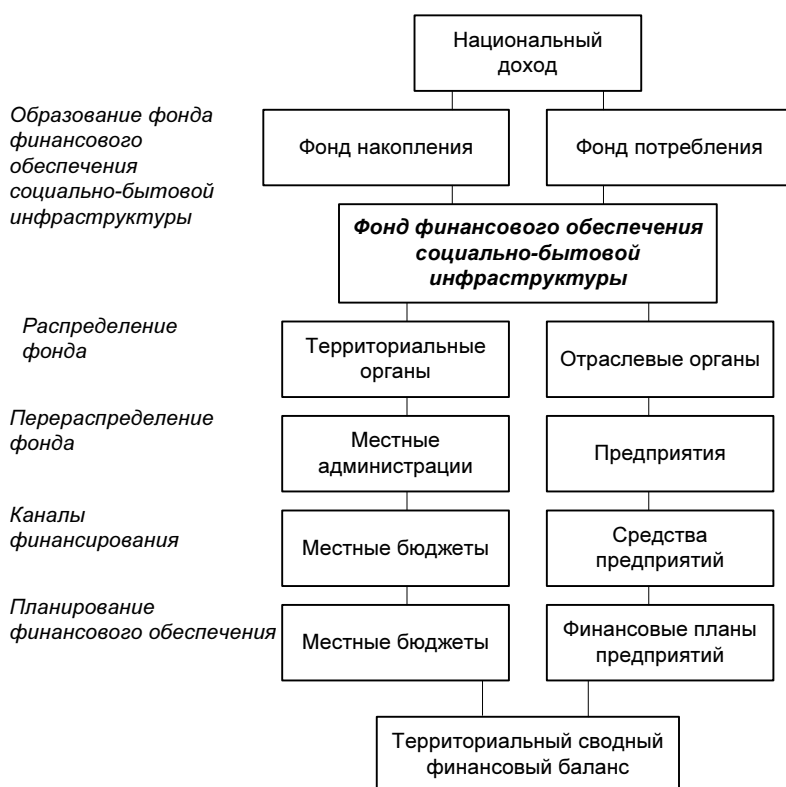 Национальный
доход
Образование фонда
финансового
обеспечения
социально-бытовой
инфраструктуры
Фонд накопления
Фонд потребления
Фонд финансового обеспечения
социально-бытовой
инфраструктуры
Распределение
фонда
Территориальные
органы
Отраслевые органы
Перераспределение
фонда
Местные
администрации
Предприятия
Каналы
финансирования
Местные бюджеты
Средства
предприятий
Планирование
финансового обеспечения
Местные бюджеты
Финансовые планы
предприятий
Территориальный сводный
финансовый баланс